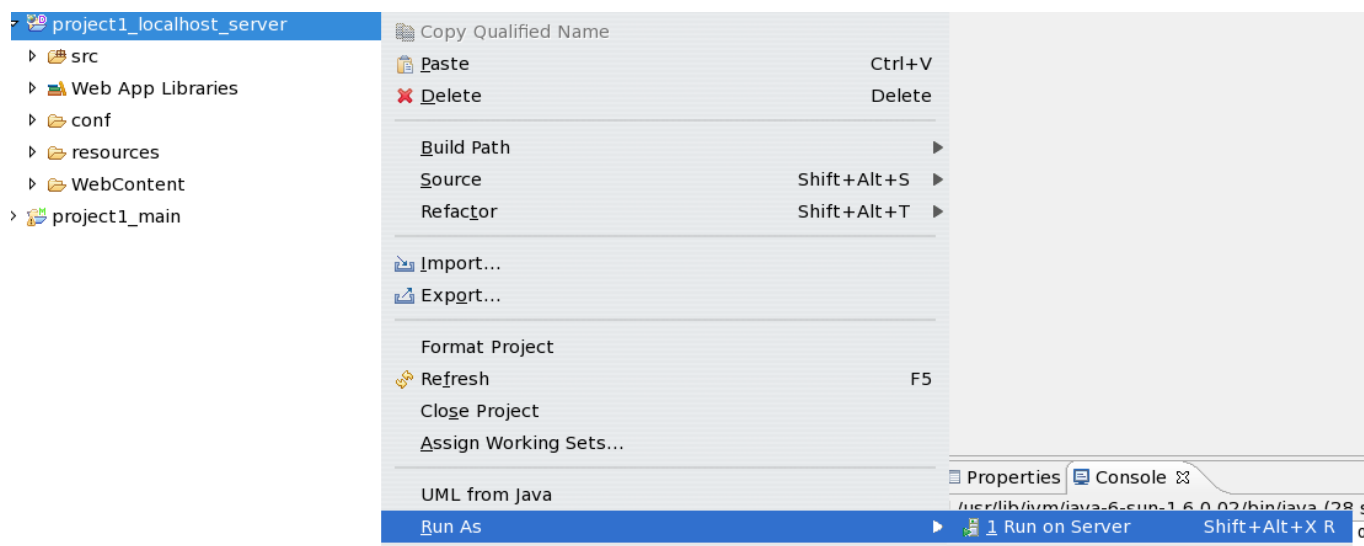 project1_localhost_server
src
Web App Libraries
conf
resources
WebContent
project1_main
Copy Qualified Name
Paste Ctrl+V
Delete Delete
Build Path
Source Shift+Alt+S
Refactor Shift+Alt+T
Import...
Export...
Format Project
Refresh F5
Close Project
Assign Working Sets...
UML from Java
Run As
Properties Console
/usr/lib/jvm/java-6-sun-1.6.0.02/bin/java (28
1 Run on Server Shift+Alt+X R